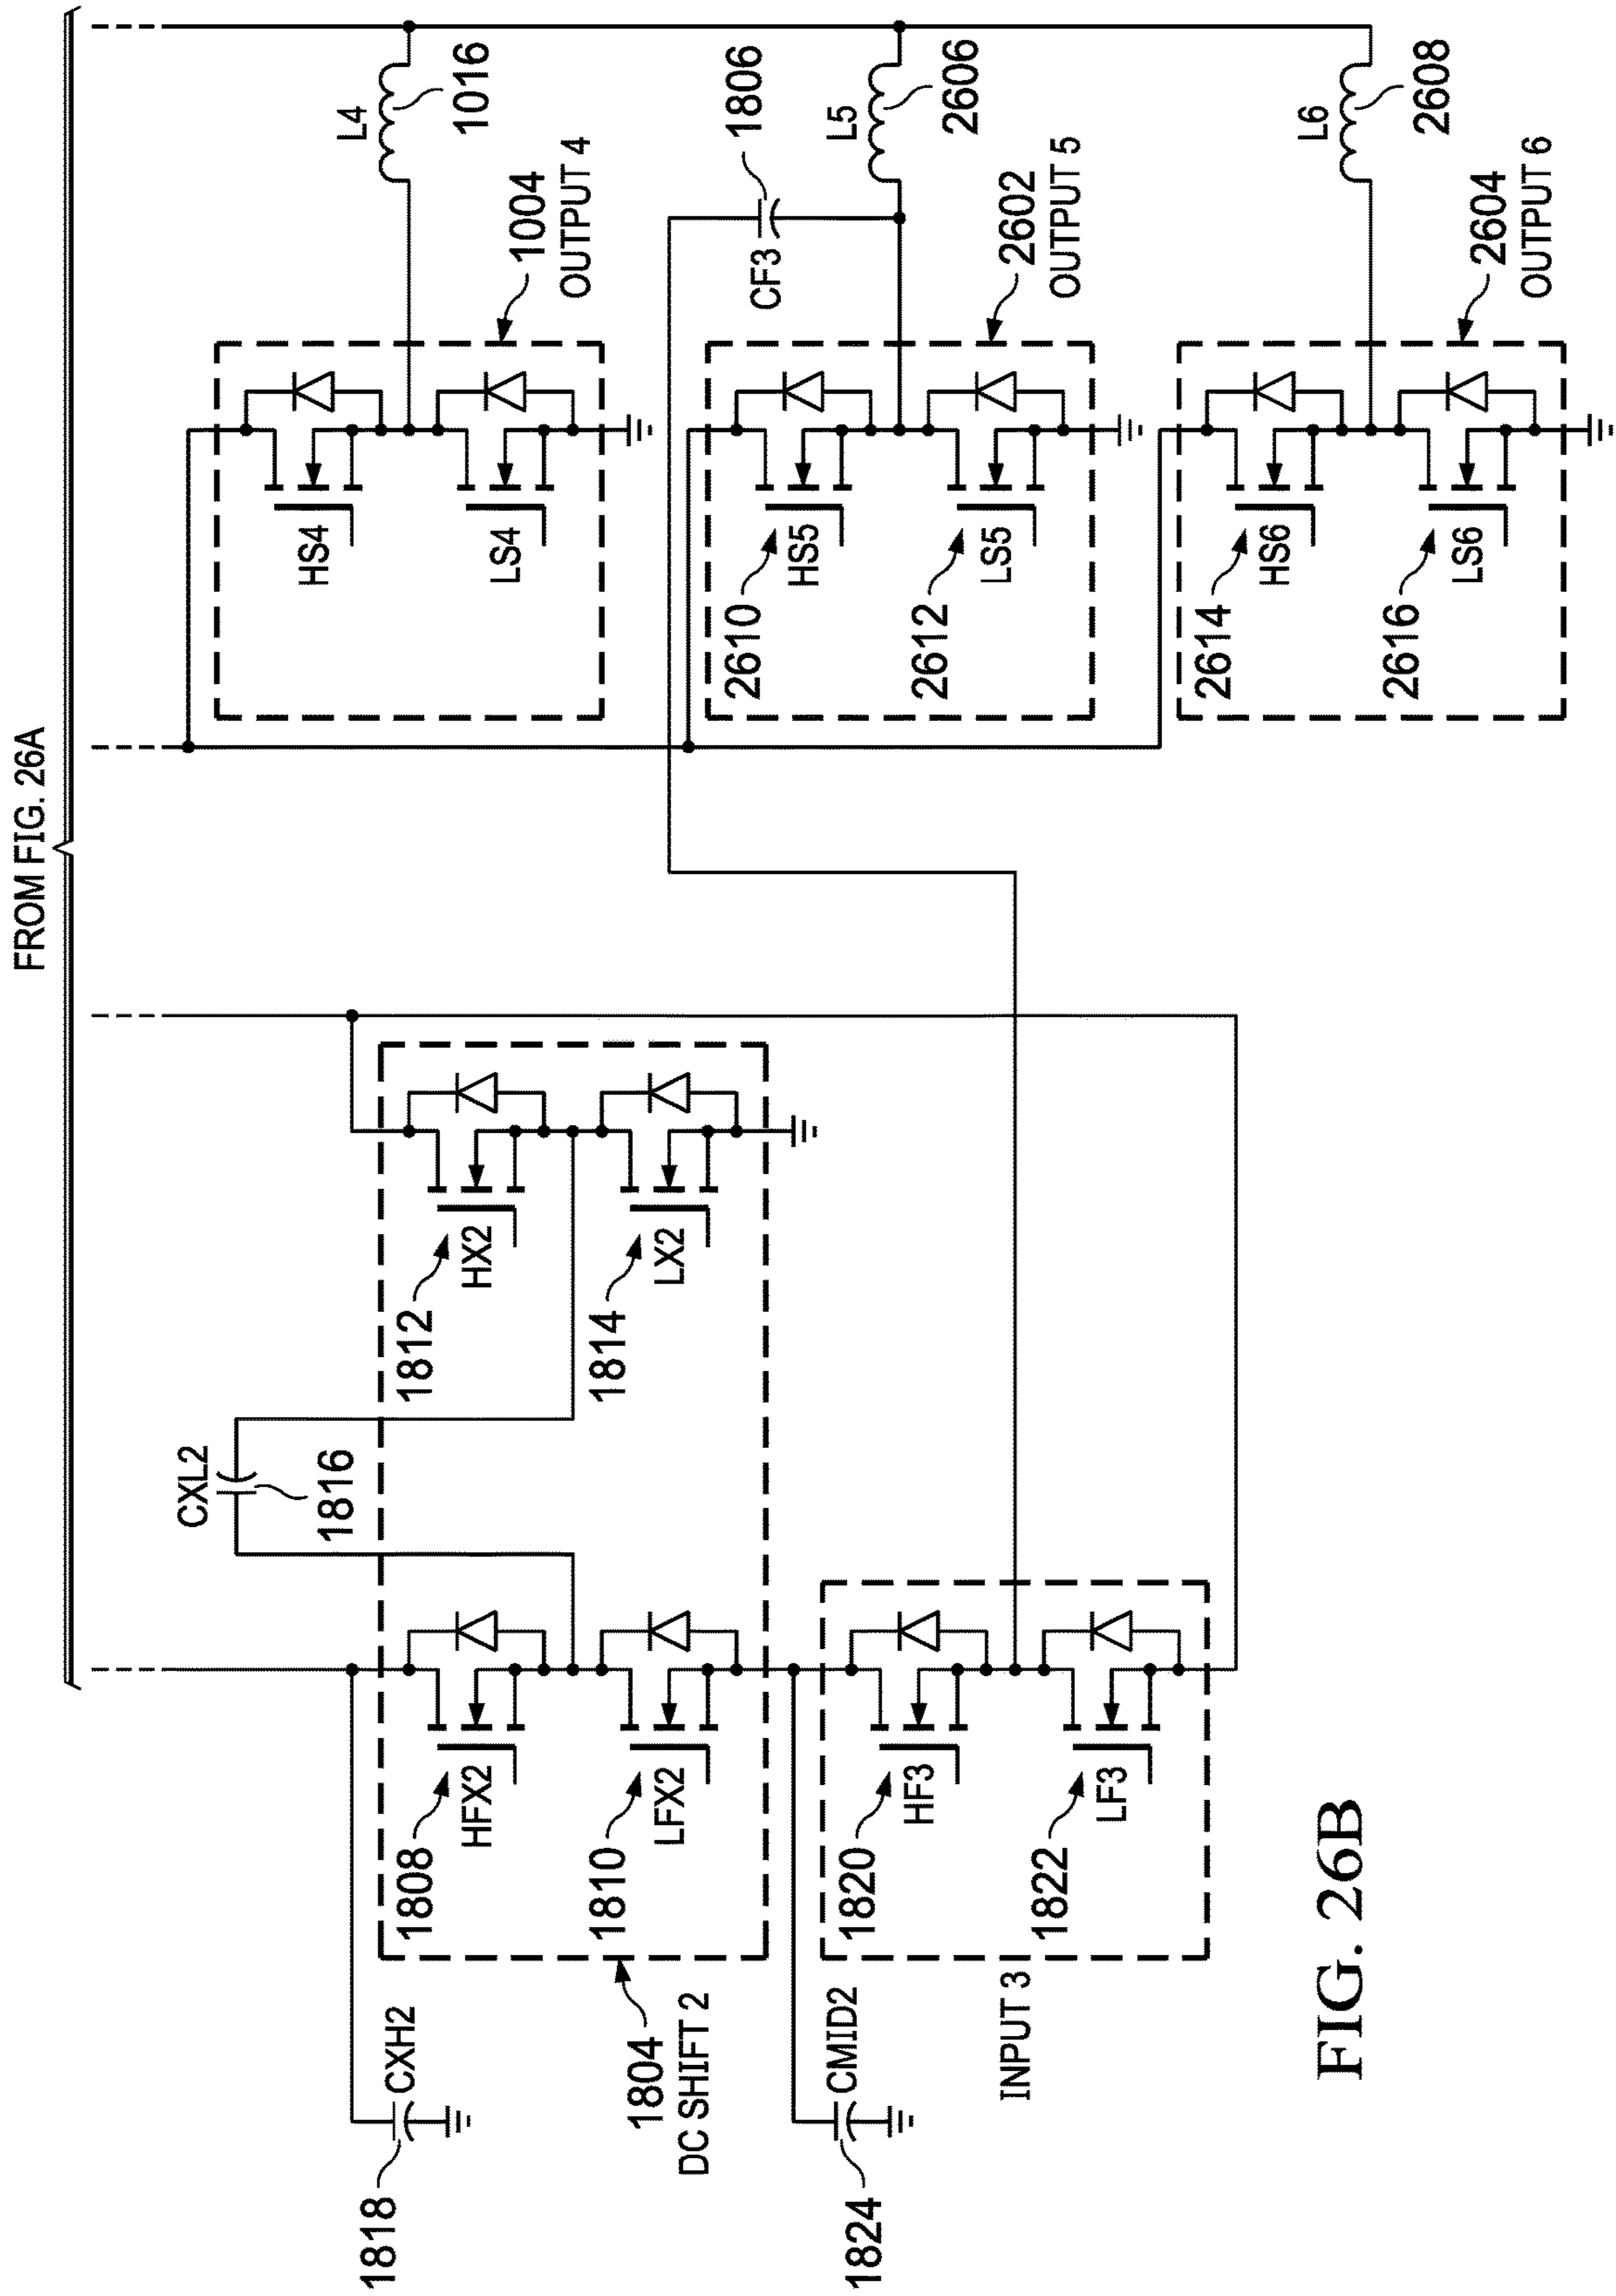 FROM FIG. 26A
L4
1016
1004
OUTPUT 4
HS4
LS4
1806
CF3
L5
2606
2602
OUTPUT 5
2610
HS5
2612
LS5
L6
2608
2604
OUTPUT 6
2614
HS6
2616
LS6
1812
HX2
1814
LX2
CXL2
1816
1808
HFX2
1810
LFX2
1804
DC SHIFT 2
CXH2
1818
1820
HF3
1822
LF3
INPUT 3
CMID2
1824
FIG. 26B